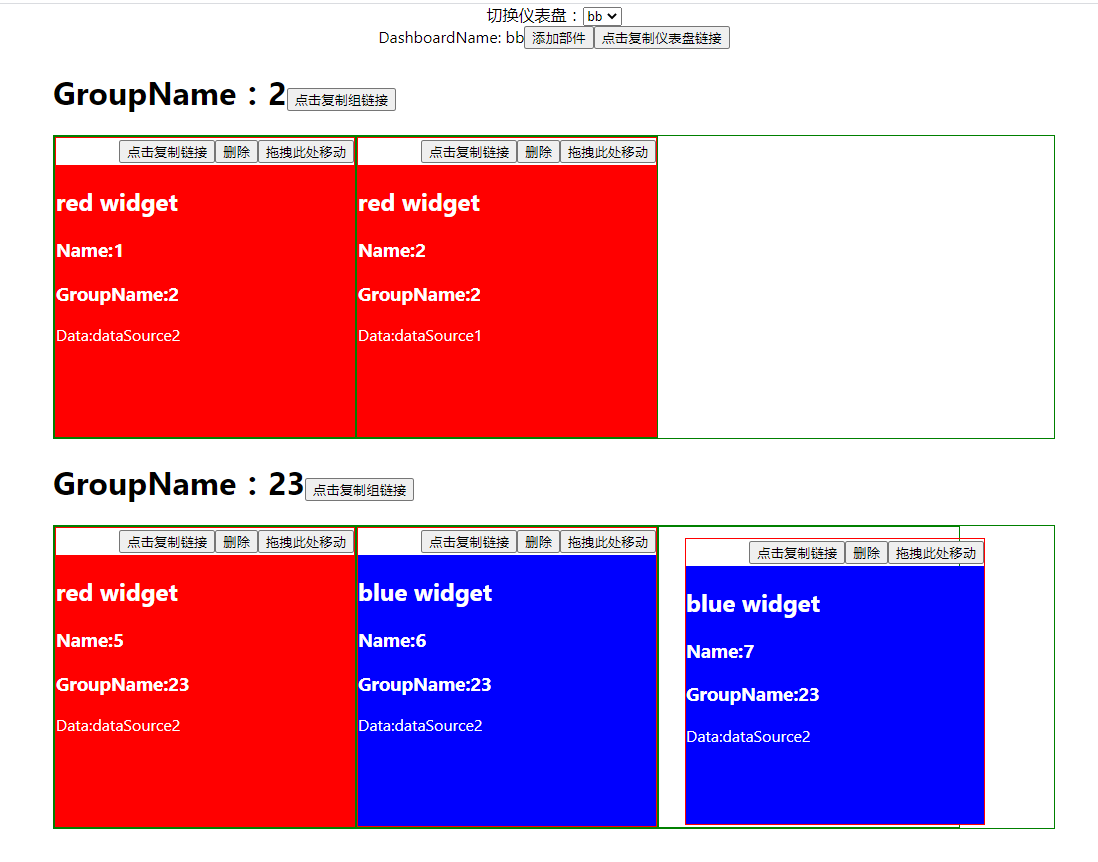 切换仪表盘：bb
DashboardName: bb添加部件点击复制仪表盘链接
GroupName：2点击复制组链接
点击复制链接 删除 拖拽此处移动
red widget
Name:1
GroupName:2
Data:dataSource2
点击复制链接 删除 拖拽此处移动
red widget
Name:2
GroupName:2
Data:dataSource1
GroupName：23点击复制组链接
点击复制链接 删除 拖拽此处移动
red widget
Name:5
GroupName:23
Data:dataSource2
点击复制链接 删除 拖拽此处移动
blue widget
Name:6
GroupName:23
Data:dataSource2
点击复制链接 删除 拖拽此处移动
blue widget
Name:7
GroupName:23
Data:dataSource2